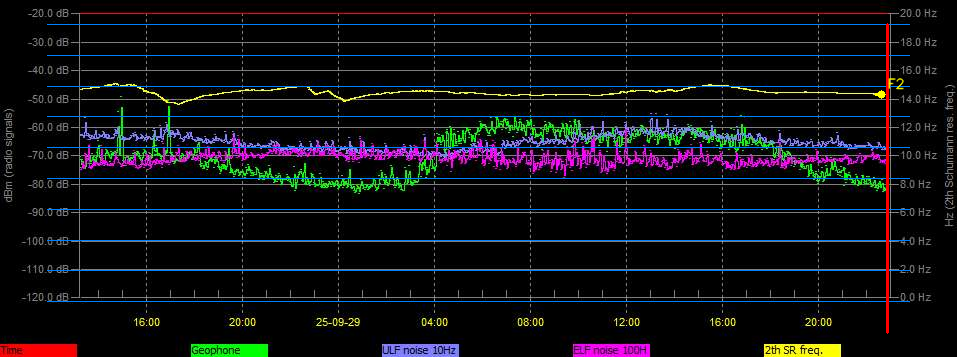 -20.0 dB 20.0 Hz
-30.0 dB 18.0 Hz
-40.0 dB 16.0 Hz
F2
-50.0 dB 14.0 Hz
-60.0 dB 12.0 Hz
-70.0 dB 10.0 Hz
-80.0 dB 8.0 Hz
-90.0 dB 6.0 Hz
-100.0 dB 4.0 Hz
-110.0 dB 2.0 Hz
-120.0 dB 0.0 Hz
dBm (radio signals)
Hz (2th Schumann res. freq.)
16:00 20:00 25-09-29 04:00 08:00 12:00 16:00 20:00
Time Geophone ULF noise 10Hz ELF noise 100H 2th SR freq.